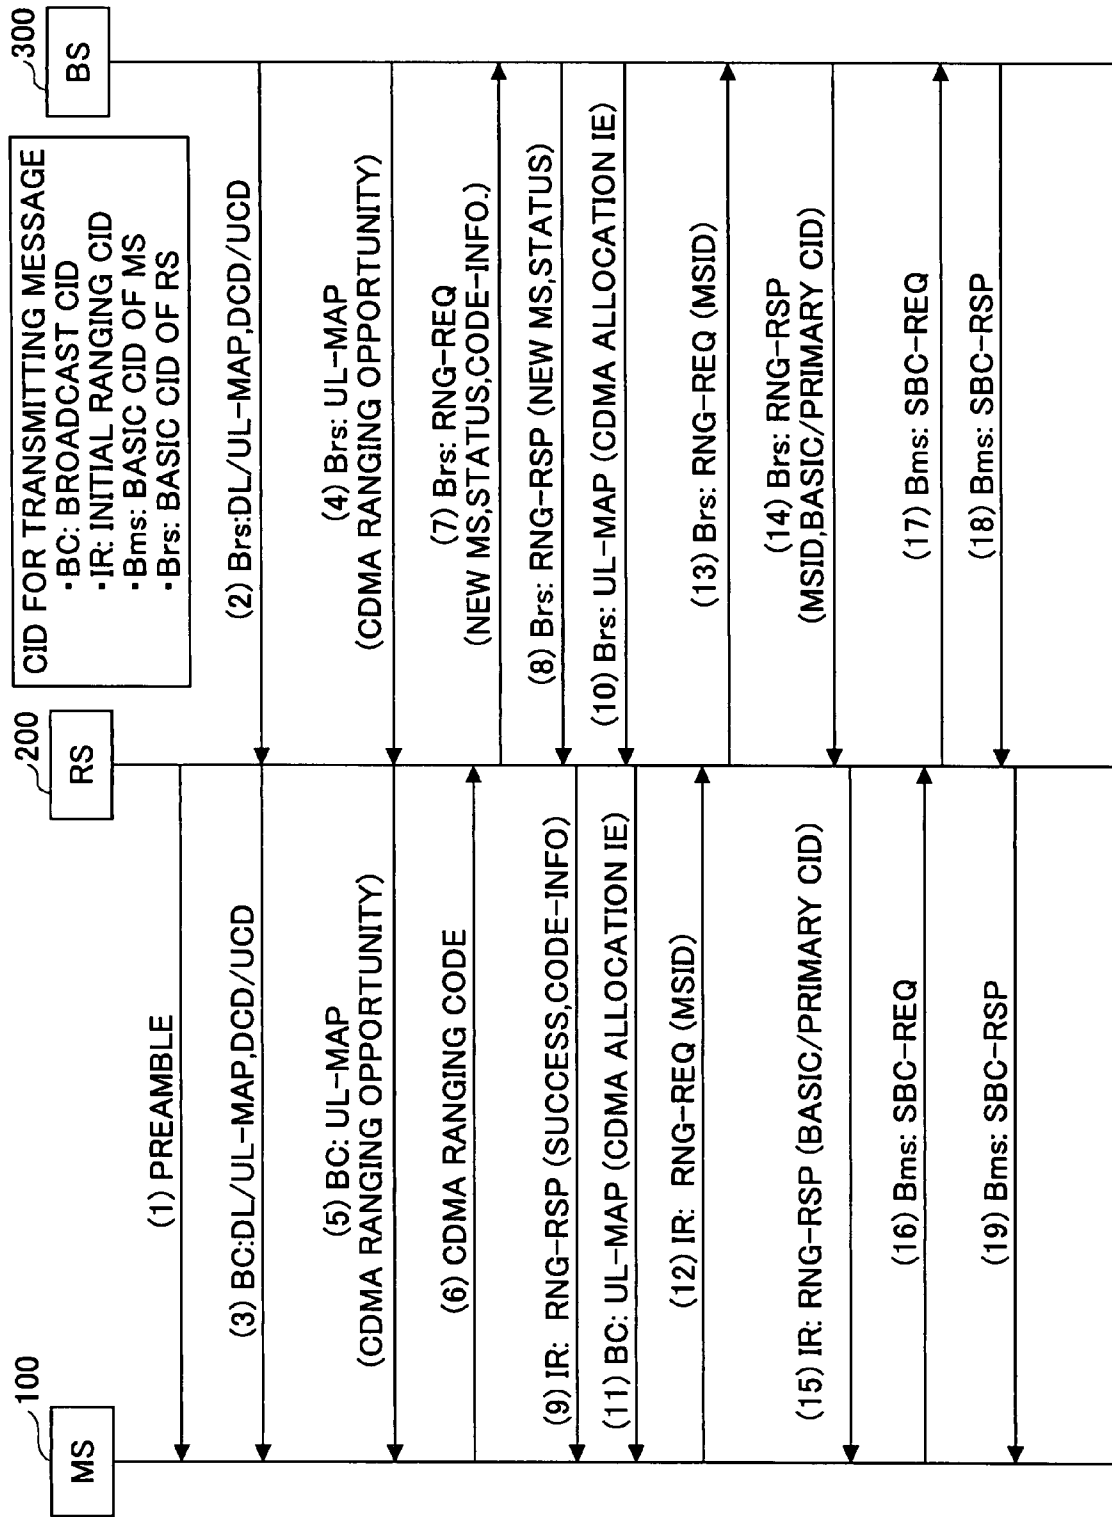 100
MS
200
RS
300
BS
CID FOR TRANSMITTING MESSAGE
・BC: BROADCAST CID
・IR: INITIAL RANGING CID
・Bms: BASIC CID OF MS
・Brs: BASIC CID OF RS
(1) PREAMBLE
(2) Brs:DL/UL-MAP,DCD/UCD
(3) BC:DL/UL-MAP,DCD/UCD
(4) Brs: UL-MAP
(CDMA RANGING OPPORTUNITY)
(5) BC: UL-MAP
(CDMA RANGING OPPORTUNITY)
(6) CDMA RANGING CODE
(7) Brs: RNG-REQ
(NEW MS,STATUS,CODE-INFO.)
(8) Brs: RNG-RSP (NEW MS,STATUS)
(9) IR: RNG-RSP (SUCCESS,CODE-INFO)
(10) Brs: UL-MAP (CDMA ALLOCATION IE)
(11) BC: UL-MAP (CDMA ALLOCATION IE)
(12) IR: RNG-REQ (MSID)
(13) Brs: RNG-REQ (MSID)
(14) Brs: RNG-RSP
(MSID,BASIC/PRIMARY CID)
(15) IR: RNG-RSP (BASIC/PRIMARY CID)
(16) Bms: SBC-REQ
(17) Bms: SBC-REQ
(18) Bms: SBC-RSP
(19) Bms: SBC-RSP